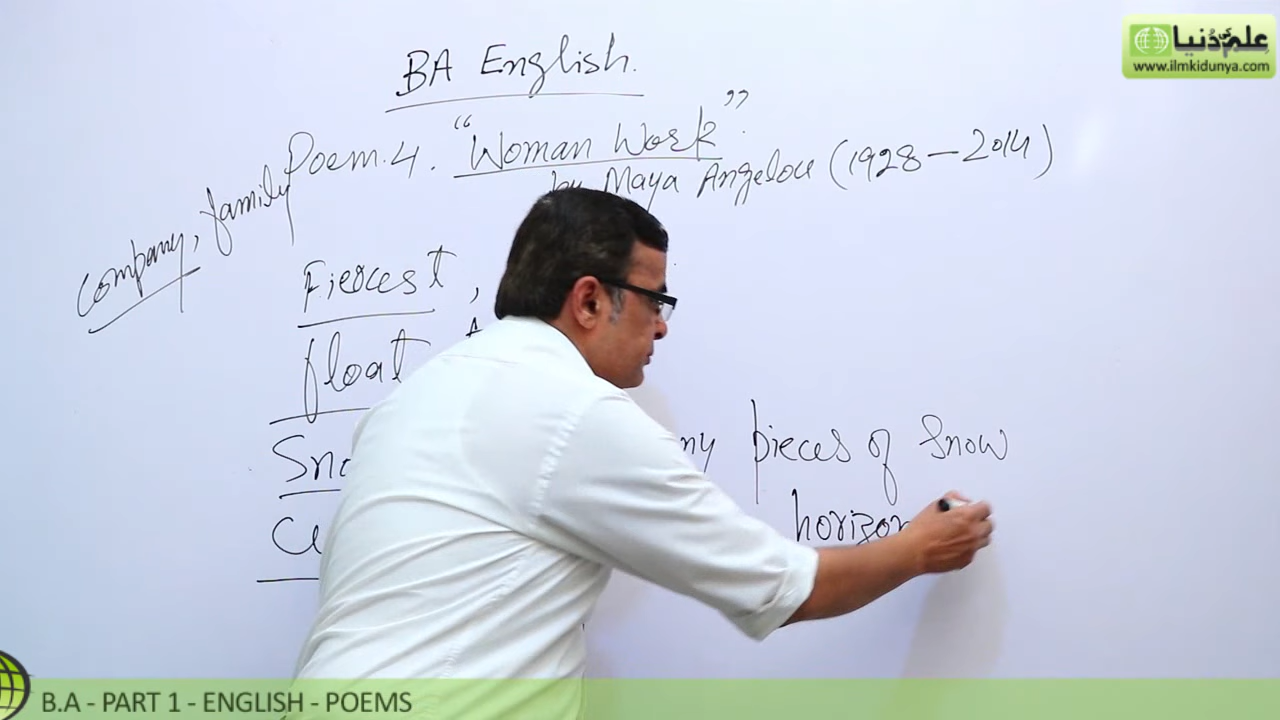 علم کی دنیا
www.ilmkidunya.com
BA English.
Poem.4. "Woman Work".
by Maya Angelou (1928 – 2014)
Company, family
Fiercest ,
float
pieces of Snow
B.A - PART 1 - ENGLISH - POEMS